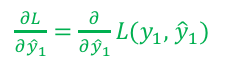 ∂L/∂ŷ₁ = ∂/∂ŷ₁ L(y₁, ŷ₁)